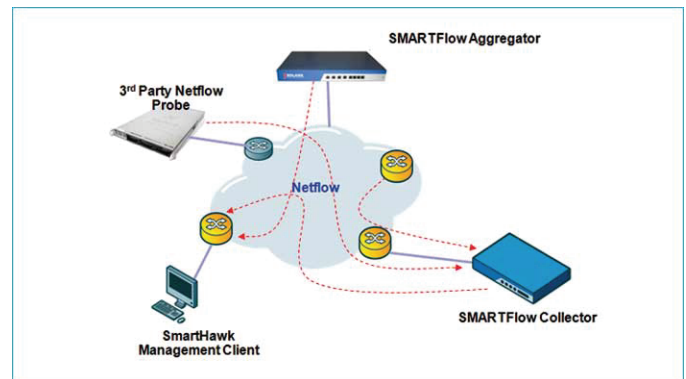 SMARTFlow Aggregator
3rd Party Netflow
Probe
Netflow
SMARTFlow Collector
SmartHawk
Management Client